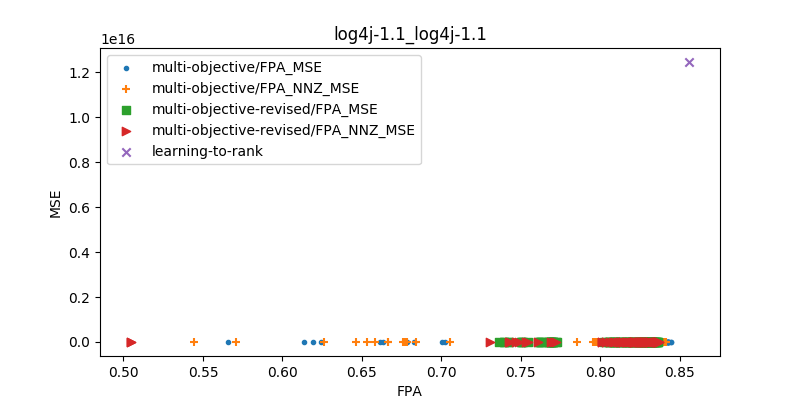 log4j-1.1_log4j-1.1
1e16
multi-objective/FPA_MSE
multi-objective/FPA_NNZ_MSE
multi-objective-revised/FPA_MSE
multi-objective-revised/FPA_NNZ_MSE
learning-to-rank
MSE
1.2
1.0
0.8
0.6
0.4
0.2
0.0
0.50 0.55 0.60 0.65 0.70 0.75 0.80 0.85
FPA